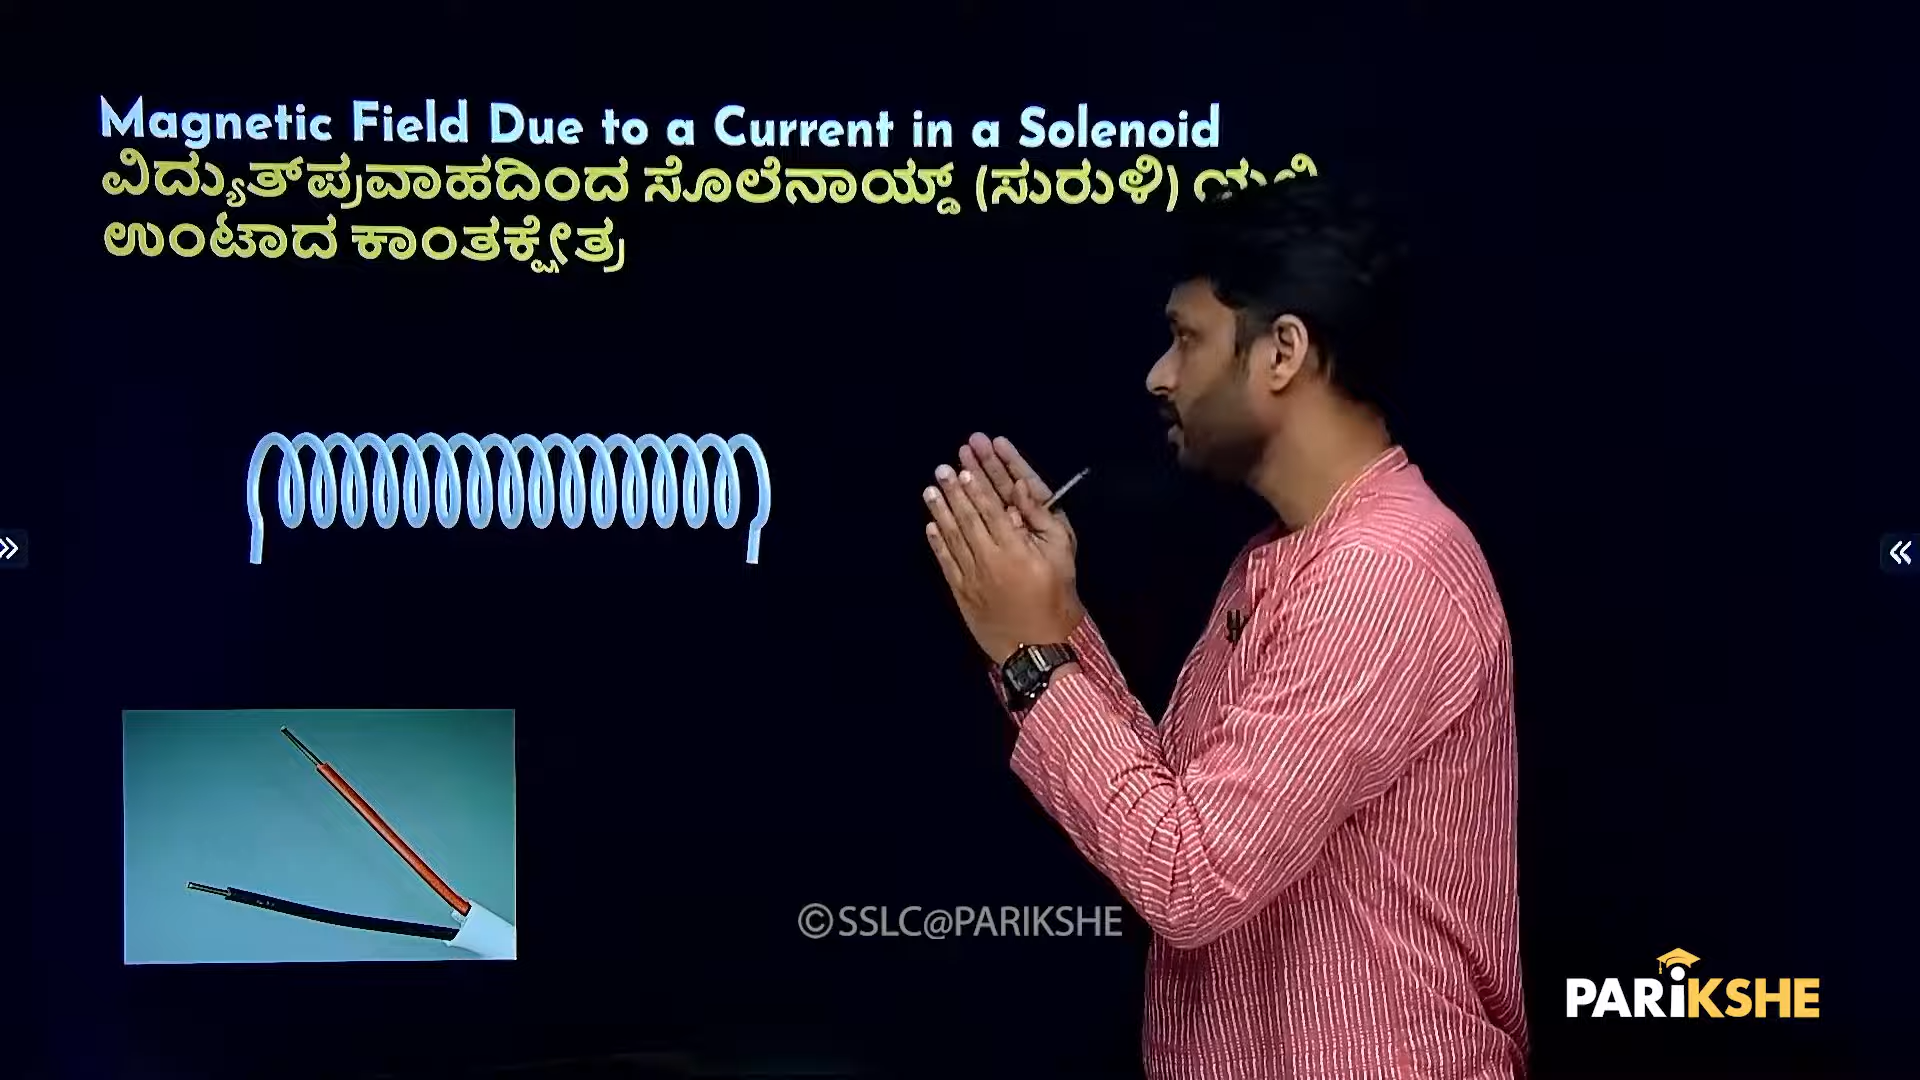 Magnetic Field Due to a Current in a Solenoid
ವಿದ್ಯುತ್‌ಪ್ರವಾಹದಿಂದ ಸೊಲೆನಾಯ್ಡ್ (ಸುರುಳಿ)
ಉಂಟಾದ ಕಾಂತಕ್ಷೇತ್ರ
©SSLC@PARIKSHE
PARIKSHE